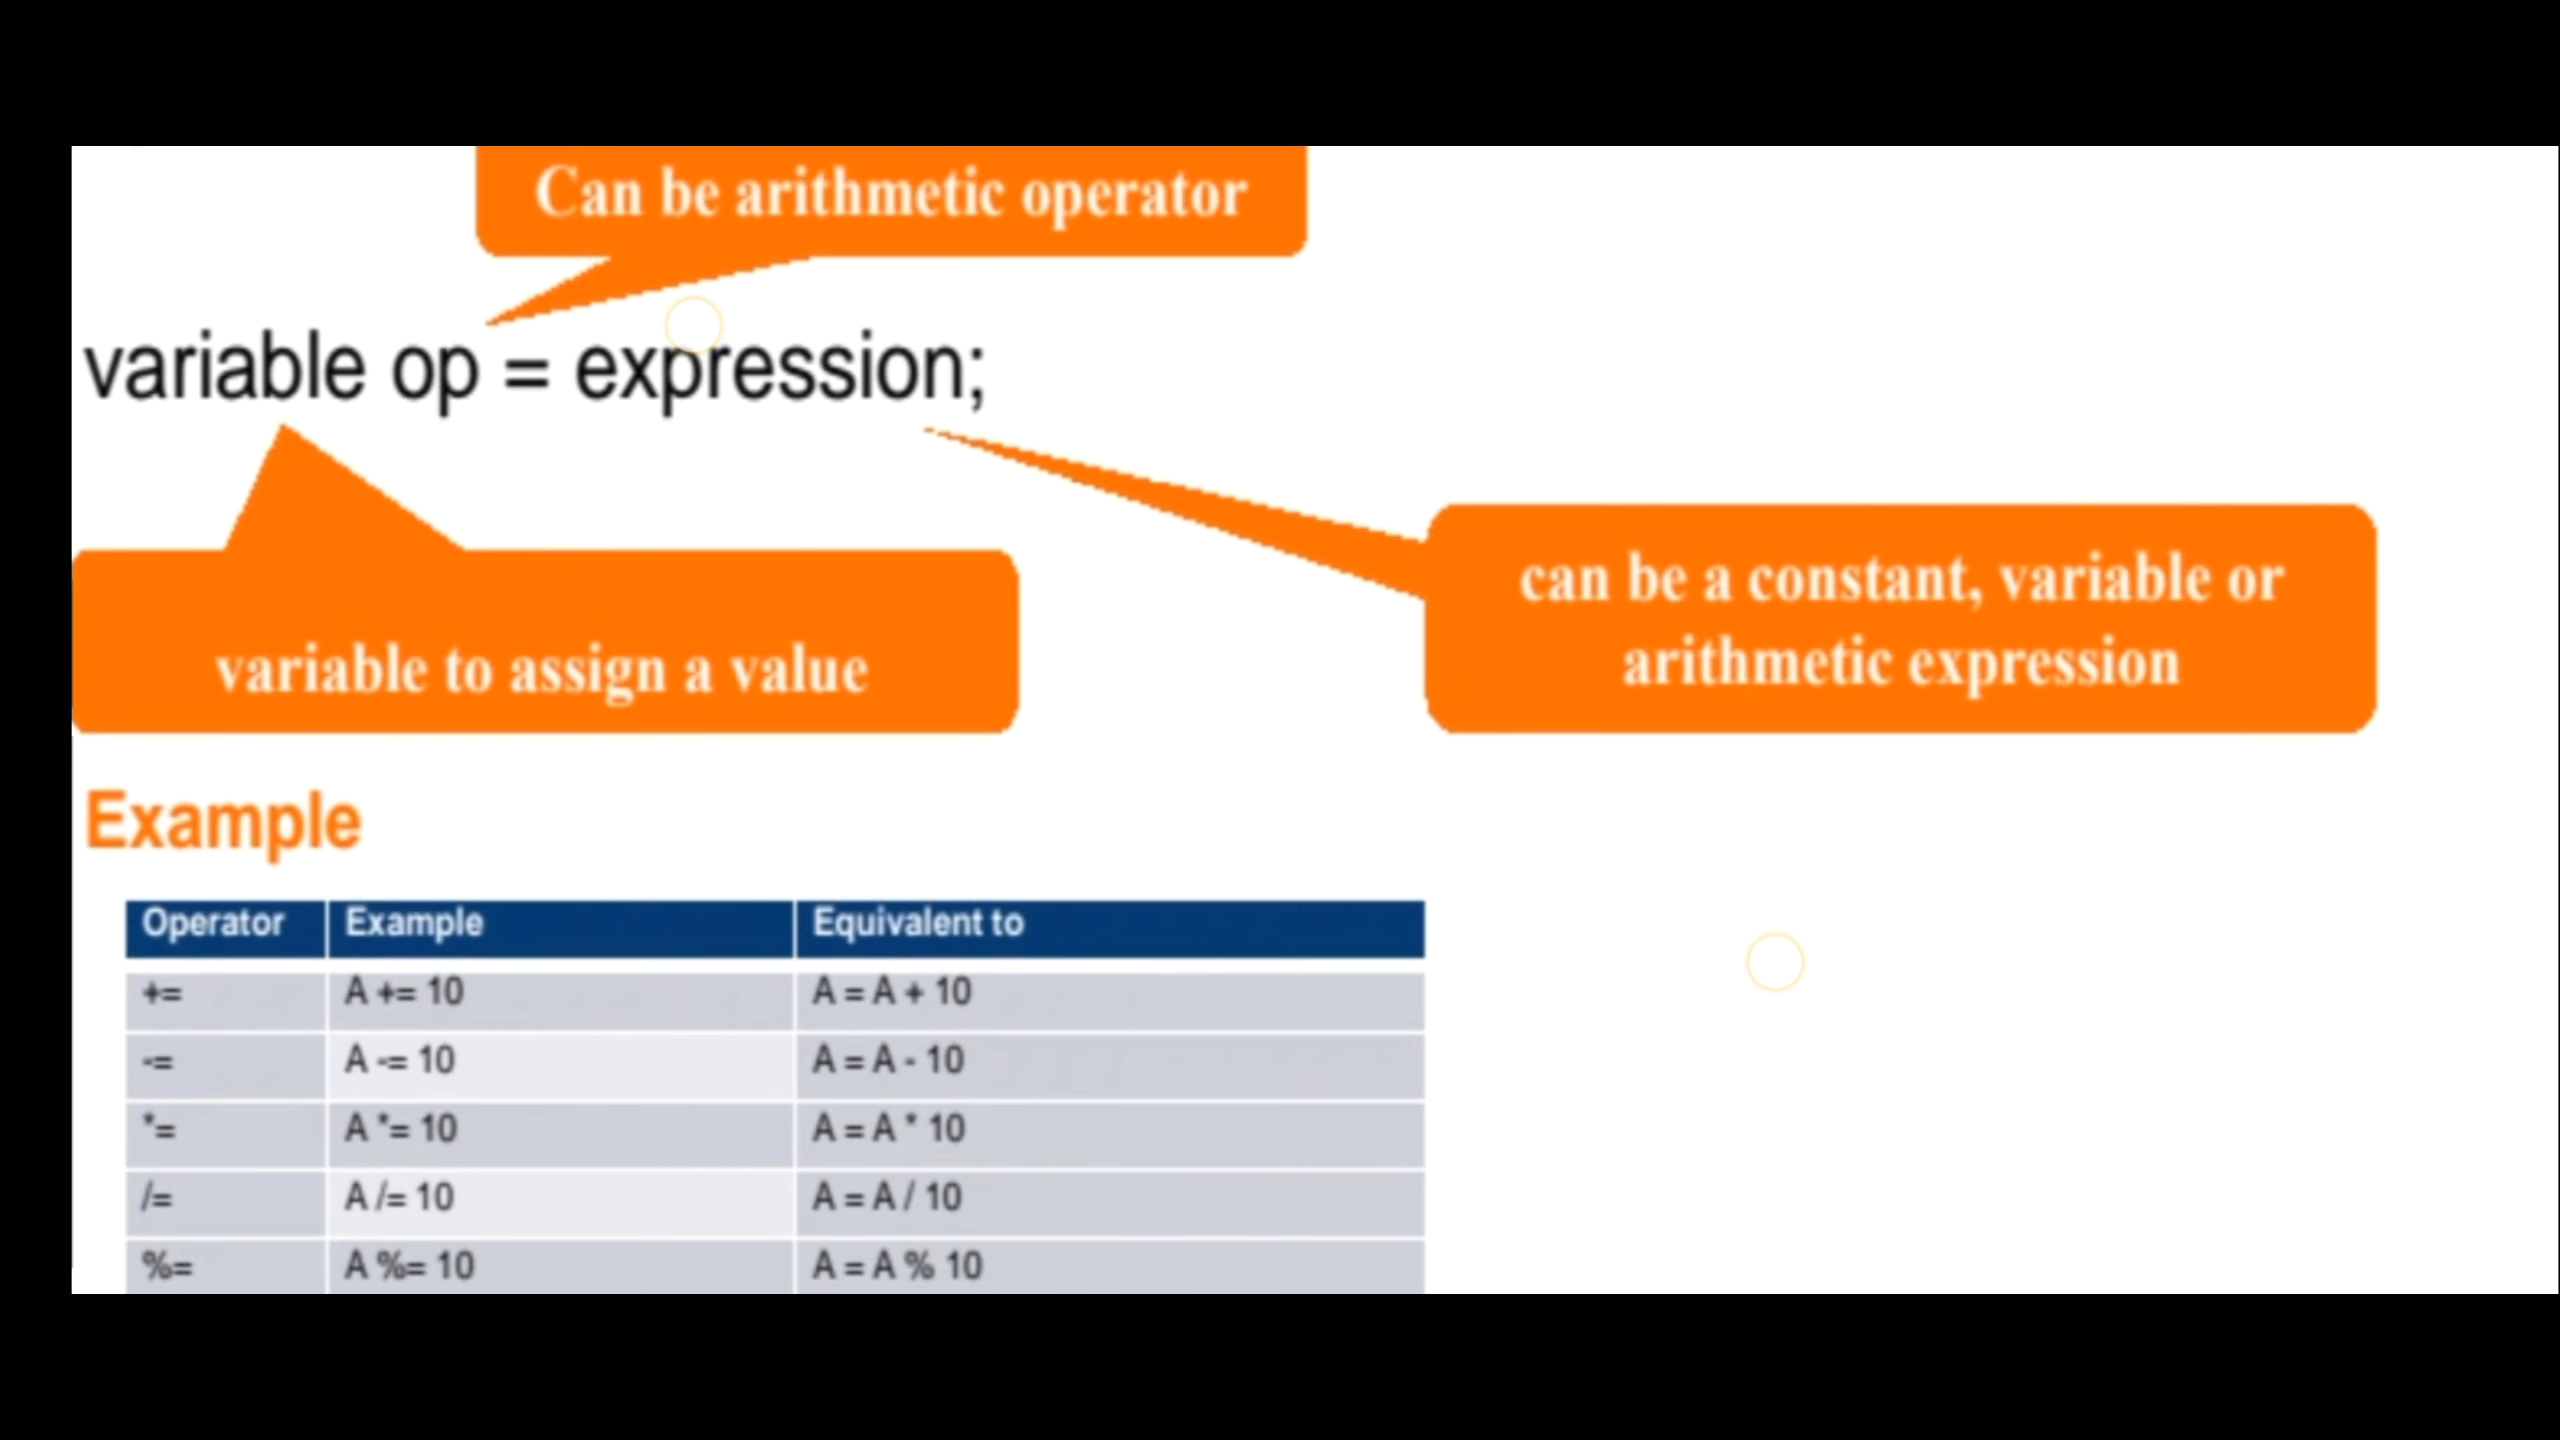 Can be arithmetic operator
variable op = expression;
can be a constant, variable or
arithmetic expression
variable to assign a value
Example
Operator Example Equivalent to
+= A += 10 A = A + 10
-= A -= 10 A = A - 10
*= A *= 10 A = A * 10
/= A /= 10 A = A / 10
%= A %= 10 A = A % 10